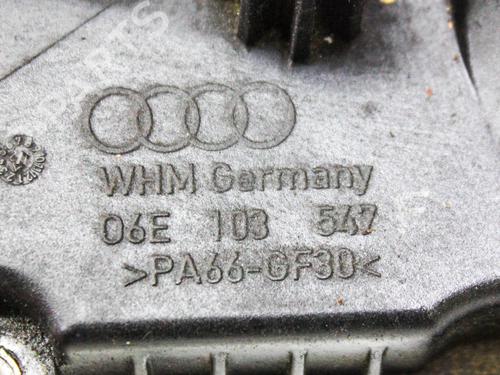 WHM Germany
06E 103 547
>PA66-GF30<